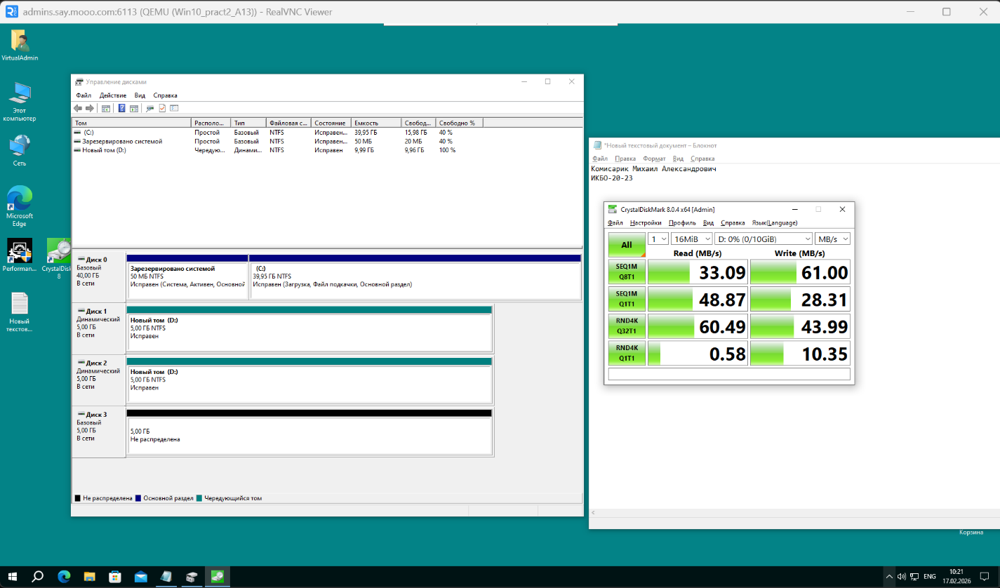 admins.say.mooo.com:6113 (QEMU (Win10_pract2_A13)) - RealVNC Viewer
VirtualAdmin
Этот компьютер
Сеть
Microsoft Edge
Performan...
CrystalDisk 8
Новый текстов...
Управление дисками
Файл Действие Вид Справка
Том Располо... Тип Файловая с... Состояние Емкость Свобод... Свободно %
(C:) Простой Базовый NTFS Исправен... 39,95 ГБ 15,98 ГБ 40 %
Зарезервировано системой Простой Базовый NTFS Исправен... 50 МБ 20 МБ 40 %
Новый том (D:) Чередую... Динами... NTFS Исправен 9,99 ГБ 9,96 ГБ 100 %
Диск 0
Базовый
40,00 ГБ
В сети
Зарезервировано системой
50 МБ NTFS
Исправен (Система, Активен, Основной
(C:)
39,95 ГБ NTFS
Исправен (Загрузка, Файл подкачки, Основной раздел)
Диск 1
Динамический
5,00 ГБ
В сети
Новый том (D:)
5,00 ГБ NTFS
Исправен
Диск 2
Динамический
5,00 ГБ
В сети
Новый том (D:)
5,00 ГБ NTFS
Исправен
Диск 3
Базовый
5,00 ГБ
В сети
5,00 ГБ
Не распределена
Не распределена Основной раздел Чередующийся том
*Новый текстовый документ – Блокнот
Файл Правка Формат Вид Справка
Комисарик Михаил Александрович
ИКБО-20-23
CrystalDiskMark 8.0.4 x64 [Admin]
Файл Настройки Профиль Вид Справка Язык(Language)
All 1 16MiB D: 0% (0/10GiB) MB/s
Read (MB/s) Write (MB/s)
SEQ1M Q8T1 33.09 61.00
SEQ1M Q1T1 48.87 28.31
RND4K Q32T1 60.49 43.99
RND4K Q1T1 0.58 10.35
Корзина
ENG
10:21
17.02.2026